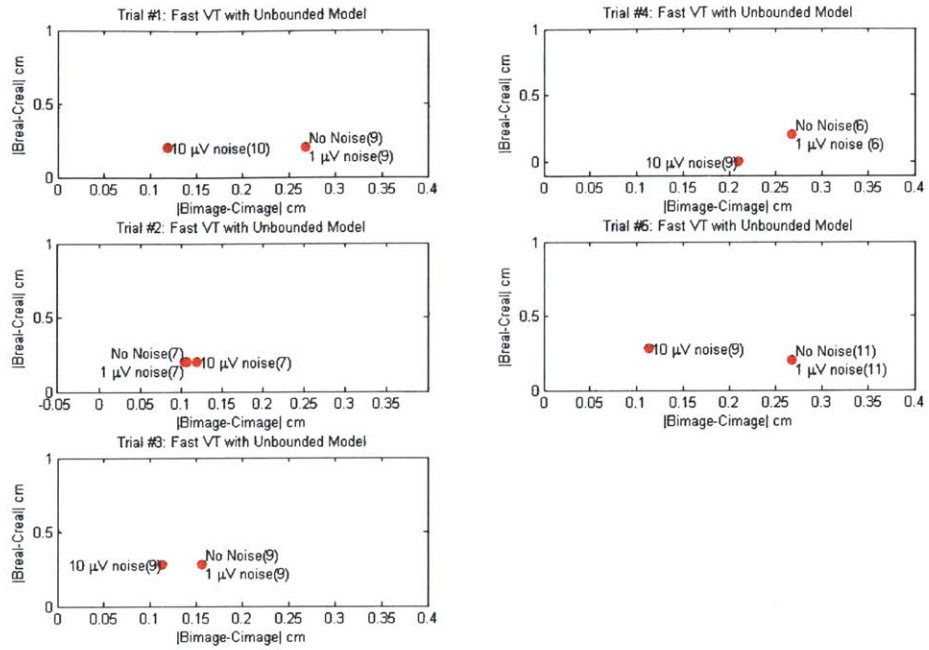 Trial #1: Fast VT with Unbounded Model
|Breal-Creal| cm
1
0.5
0
10 µV noise(10)
No Noise(9)
1 µV noise(9)
0 0.05 0.1 0.15 0.2 0.25 0.3 0.35 0.4
|Bimage-Cimage| cm
Trial #2: Fast VT with Unbounded Model
|Breal-Creal| cm
1
0.5
0
No Noise(7)
1 µV noise(7)
10 µV noise(7)
-0.05 0 0.05 0.1 0.15 0.2 0.25 0.3 0.35
|Bimage-Cimage| cm
Trial #3: Fast VT with Unbounded Model
|Breal-Creal| cm
1
0.5
0
10 µV noise(9)
No Noise(9)
1 µV noise(9)
0 0.05 0.1 0.15 0.2 0.25 0.3 0.35 0.4
|Bimage-Cimage| cm
Trial #4: Fast VT with Unbounded Model
|Breal-Creal| cm
1
0.5
0
No Noise(6)
1 µV noise (6)
10 µV noise(9)
0 0.05 0.1 0.15 0.2 0.25 0.3 0.35 0.4
|Bimage-Cimage| cm
Trial #5: Fast VT with Unbounded Model
|Breal-Creal| cm
1
0.5
0
10 µV noise(9)
No Noise(11)
1 µV noise(11)
0 0.05 0.1 0.15 0.2 0.25 0.3 0.35 0.4
|Bimage-Cimage| cm